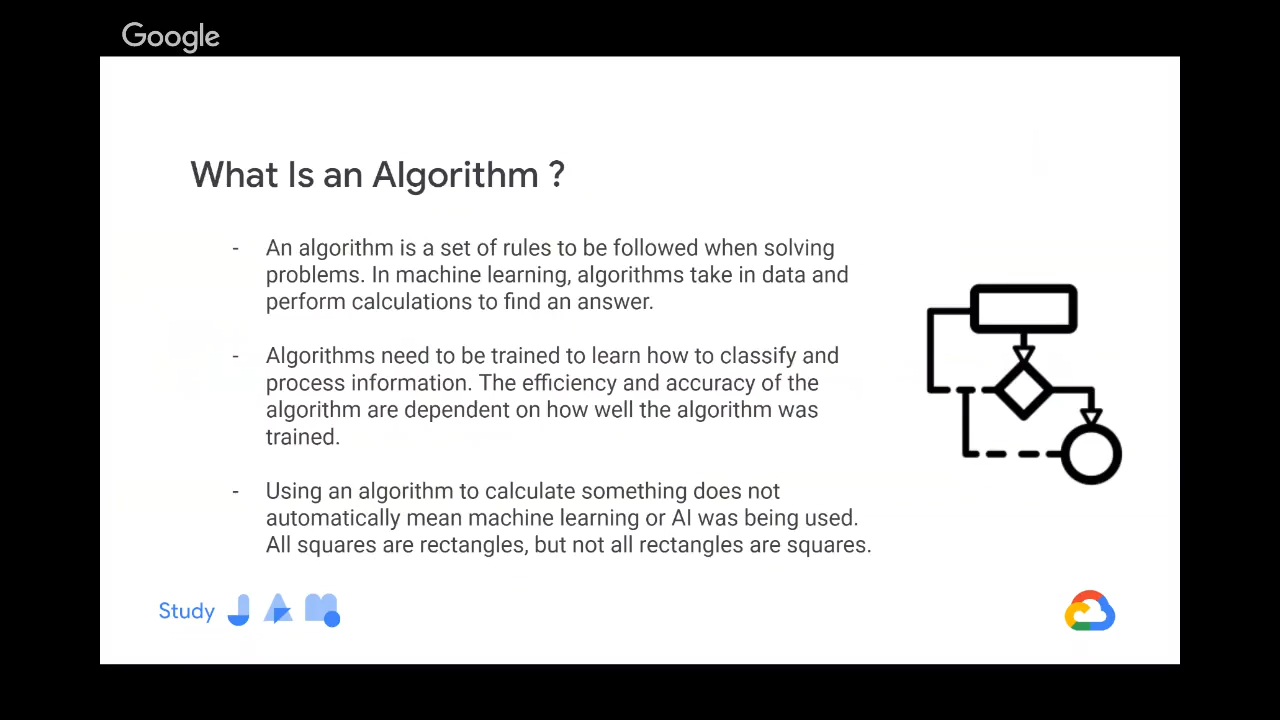 Google
What Is an Algorithm ?
- An algorithm is a set of rules to be followed when solving
problems. In machine learning, algorithms take in data and
perform calculations to find an answer.
- Algorithms need to be trained to learn how to classify and
process information. The efficiency and accuracy of the
algorithm are dependent on how well the algorithm was
trained.
- Using an algorithm to calculate something does not
automatically mean machine learning or AI was being used.
All squares are rectangles, but not all rectangles are squares.
Study JAM